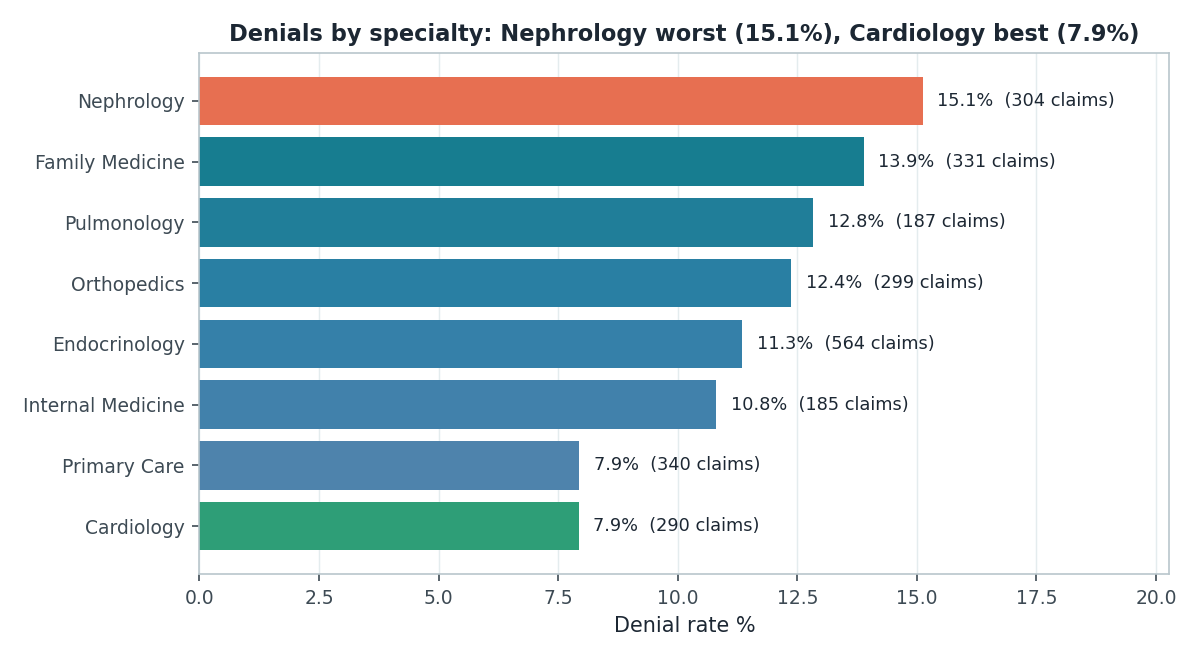 Denials by specialty: Nephrology worst (15.1%), Cardiology best (7.9%)
Nephrology 15.1% (304 claims)
Family Medicine 13.9% (331 claims)
Pulmonology 12.8% (187 claims)
Orthopedics 12.4% (299 claims)
Endocrinology 11.3% (564 claims)
Internal Medicine 10.8% (185 claims)
Primary Care 7.9% (340 claims)
Cardiology 7.9% (290 claims)
0.0 2.5 5.0 7.5 10.0 12.5 15.0 17.5 20.0
Denial rate %